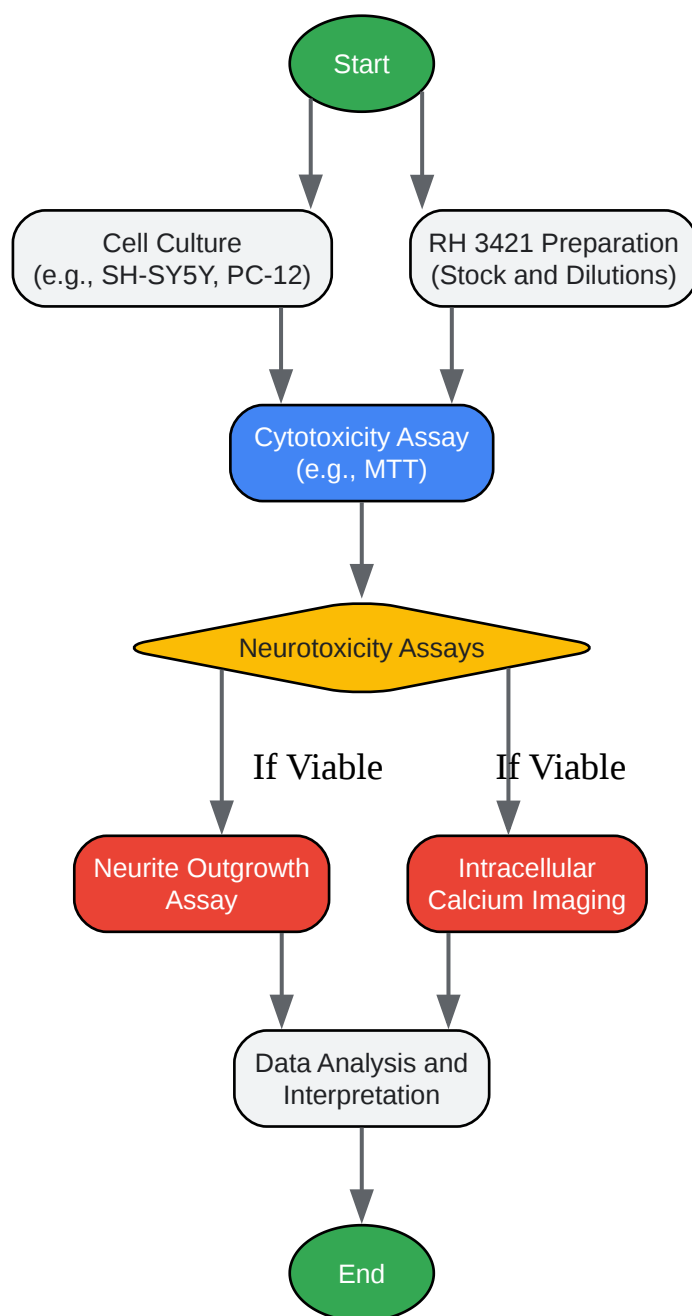 Start
Cell Culture
(e.g., SH-SY5Y, PC-12)
RH 3421 Preparation
(Stock and Dilutions)
Cytotoxicity Assay
(e.g., MTT)
Neurotoxicity Assays
If Viable
If Viable
Neurite Outgrowth
Assay
Intracellular
Calcium Imaging
Data Analysis and
Interpretation
End